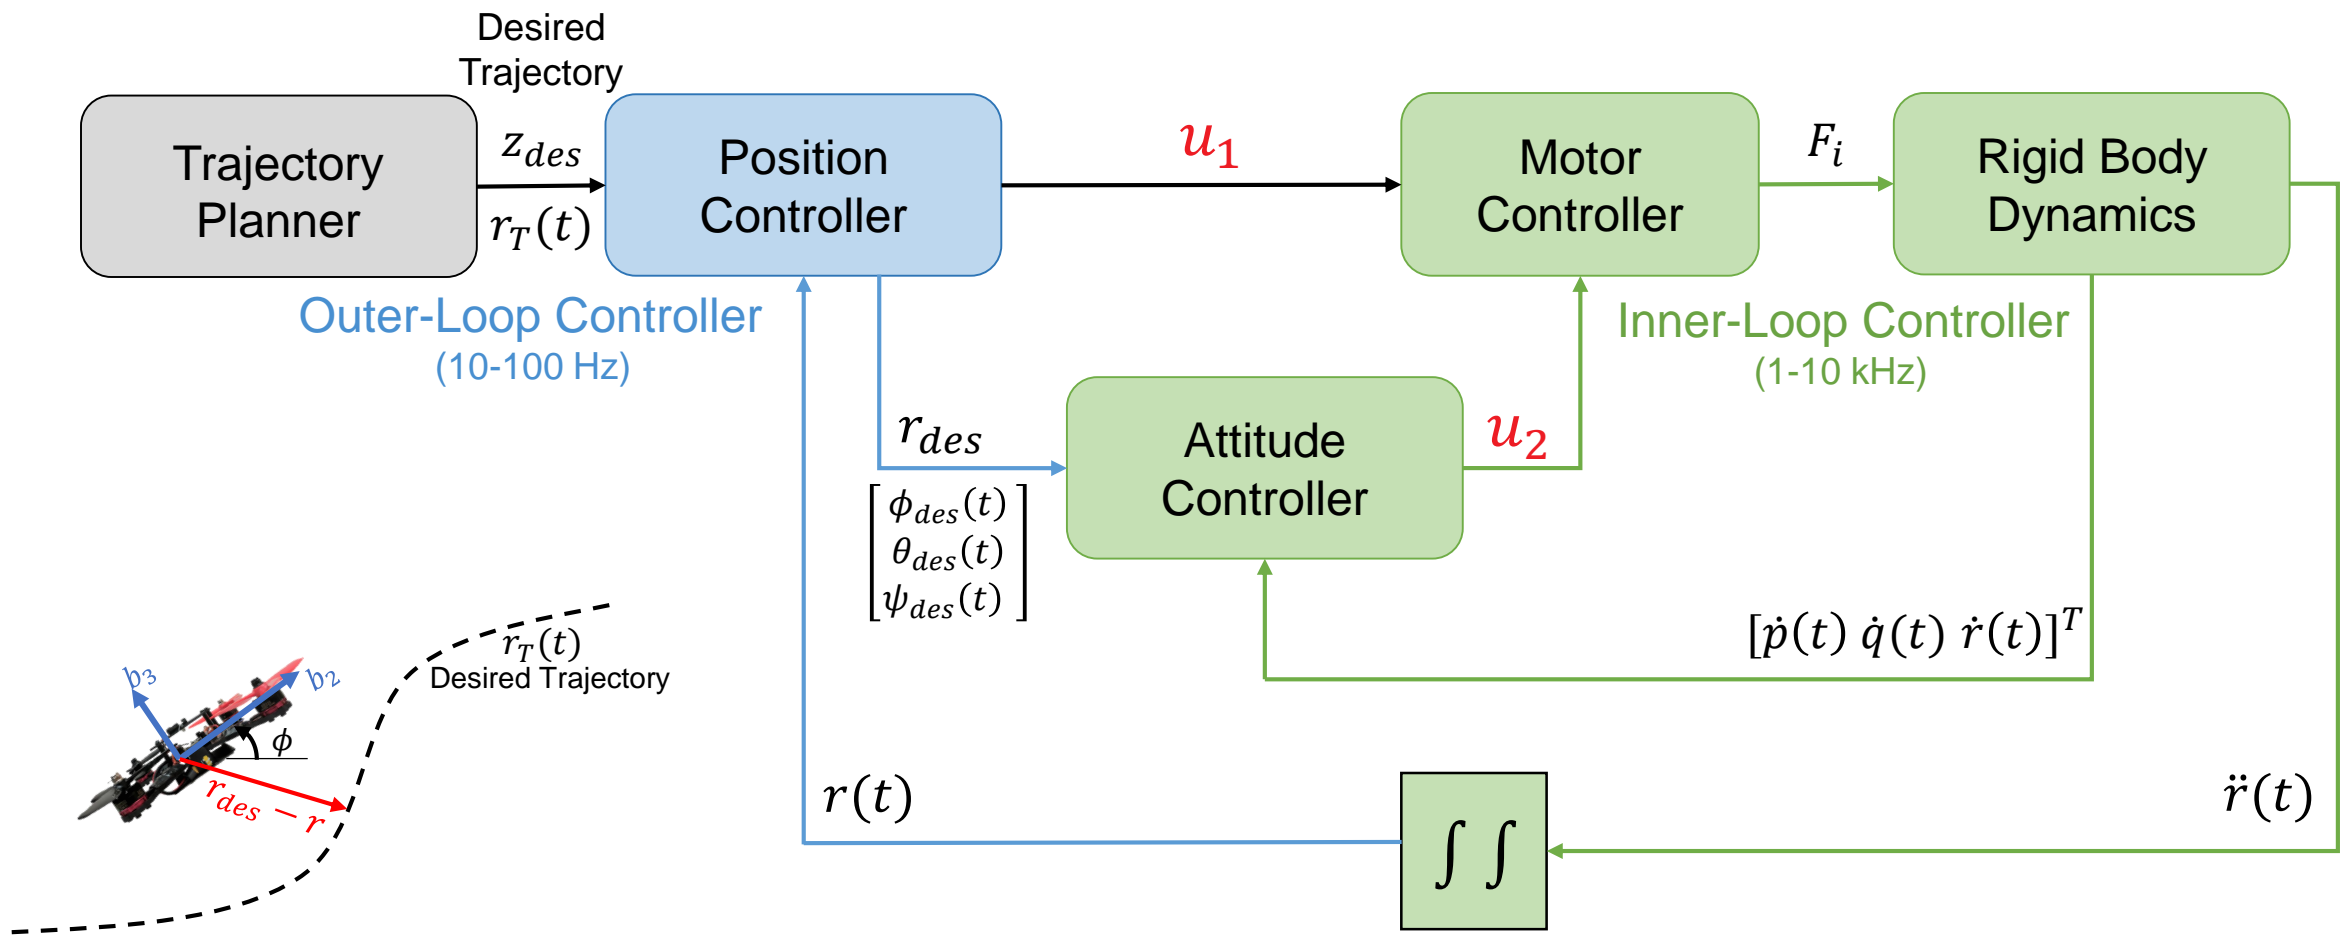 Desired
Trajectory
Trajectory
Planner
z_des
r_T(t)
Position
Controller
u_1
Motor
Controller
F_i
Rigid Body
Dynamics
Outer-Loop Controller
(10-100 Hz)
Inner-Loop Controller
(1-10 kHz)
r_des
[ϕ_des(t)
θ_des(t)
ψ_des(t)]
Attitude
Controller
u_2
[ṗ(t) q̇(t) ṙ(t)]^T
r_T(t)
Desired Trajectory
b_3
b_2
ϕ
r_des − r
r(t)
∫ ∫
r̈(t)